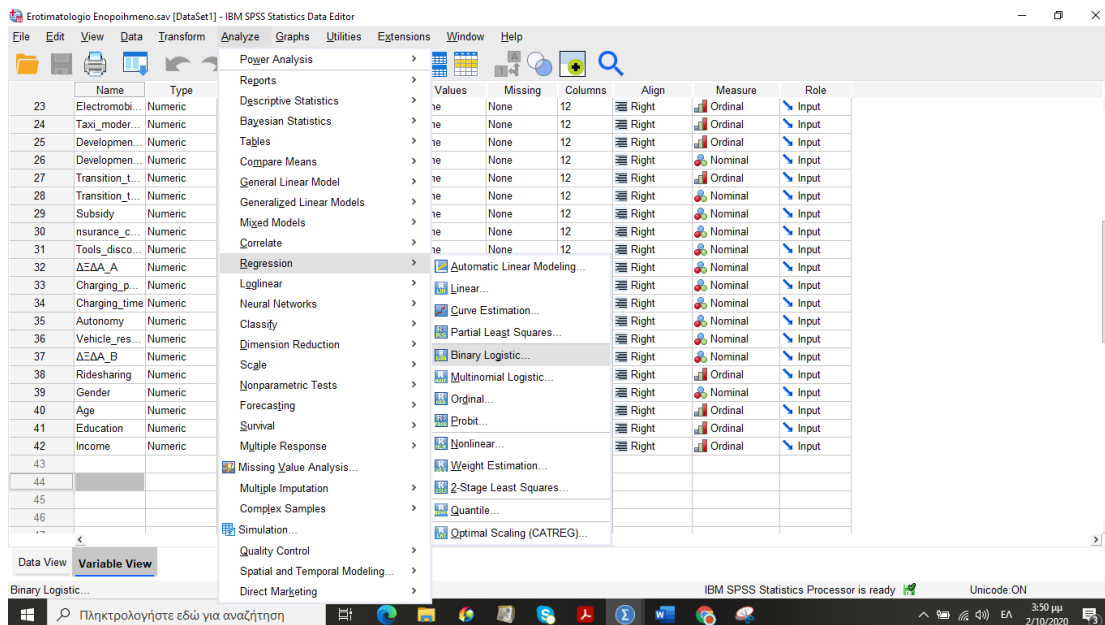 Erotimatologio Enopoihmeno.sav [DataSet1] - IBM SPSS Statistics Data Editor
File Edit View Data Transform Analyze Graphs Utilities Extensions Window Help
Name Type Values Missing Columns Align Measure Role
23 Electromobi... Numeric ne None 12 Right Ordinal Input
24 Taxi_moder... Numeric ne None 12 Right Ordinal Input
25 Developmen... Numeric ne None 12 Right Ordinal Input
26 Developmen... Numeric ne None 12 Right Nominal Input
27 Transition_t... Numeric ne None 12 Right Ordinal Input
28 Transition_t... Numeric ne None 12 Right Nominal Input
29 Subsidy Numeric ne None 12 Right Nominal Input
30 nsurance_c... Numeric ne None 12 Right Nominal Input
31 Tools_disco... Numeric ne None 12 Right Nominal Input
32 ΔΞΔΑ_Α Numeric Right Nominal Input
33 Charging_p... Numeric Right Nominal Input
34 Charging_time Numeric Right Nominal Input
35 Autonomy Numeric Right Nominal Input
36 Vehicle_res... Numeric Right Nominal Input
37 ΔΞΔΑ_Β Numeric Right Nominal Input
38 Ridesharing Numeric Right Ordinal Input
39 Gender Numeric Right Nominal Input
40 Age Numeric Right Ordinal Input
41 Education Numeric Right Ordinal Input
42 Income Numeric Right Ordinal Input
43
44
45
46
Power Analysis
Reports
Descriptive Statistics
Bayesian Statistics
Tables
Compare Means
General Linear Model
Generalized Linear Models
Mixed Models
Correlate
Regression
Loglinear
Neural Networks
Classify
Dimension Reduction
Scale
Nonparametric Tests
Forecasting
Survival
Multiple Response
Missing Value Analysis...
Multiple Imputation
Complex Samples
Simulation...
Quality Control
Spatial and Temporal Modeling...
Direct Marketing
Automatic Linear Modeling...
Linear...
Curve Estimation...
Partial Least Squares...
Binary Logistic...
Multinomial Logistic...
Ordinal...
Probit...
Nonlinear...
Weight Estimation...
2-Stage Least Squares...
Quantile...
Optimal Scaling (CATREG)...
Data View Variable View
Binary Logistic... IBM SPSS Statistics Processor is ready Unicode:ON
Πληκτρολογήστε εδώ για αναζήτηση
ΕΛ
3:50 μμ
2/10/2020